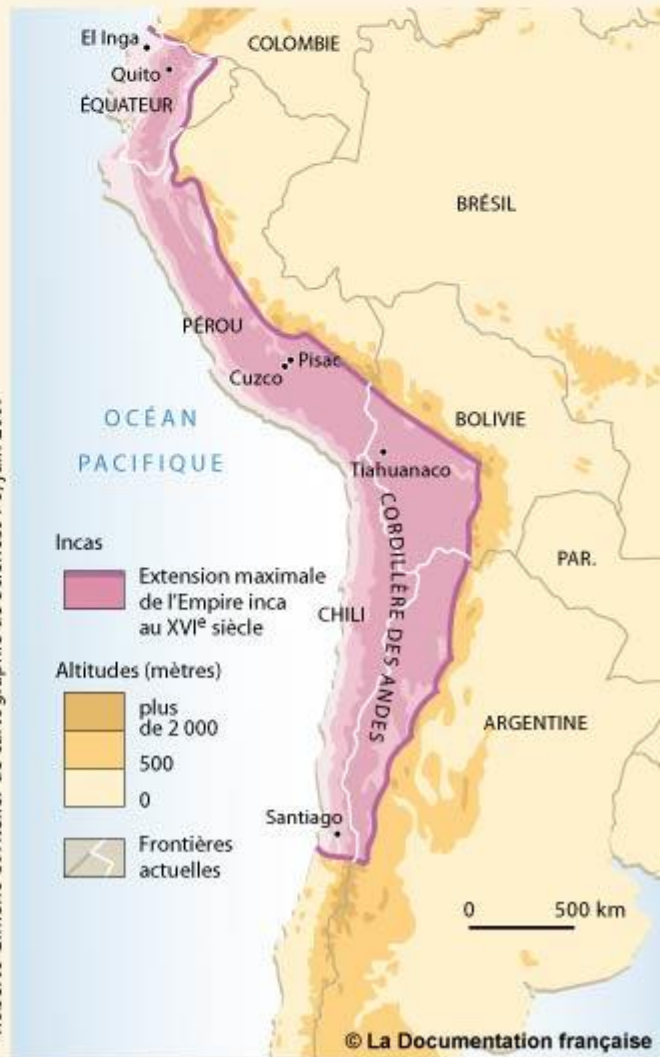 El Inga
COLOMBIE
Quito
ÉQUATEUR
BRÉSIL
PÉROU
Pisac
Cuzco
OCÉAN
PACIFIQUE
BOLIVIE
Tiahuanaco
CORDILLÈRE DES ANDES
PAR.
CHILI
ARGENTINE
Santiago
Incas
Extension maximale
de l'Empire inca
au XVIe siècle
Altitudes (mètres)
plus
de 2 000
500
0
Frontières
actuelles
0 500 km
© La Documentation française